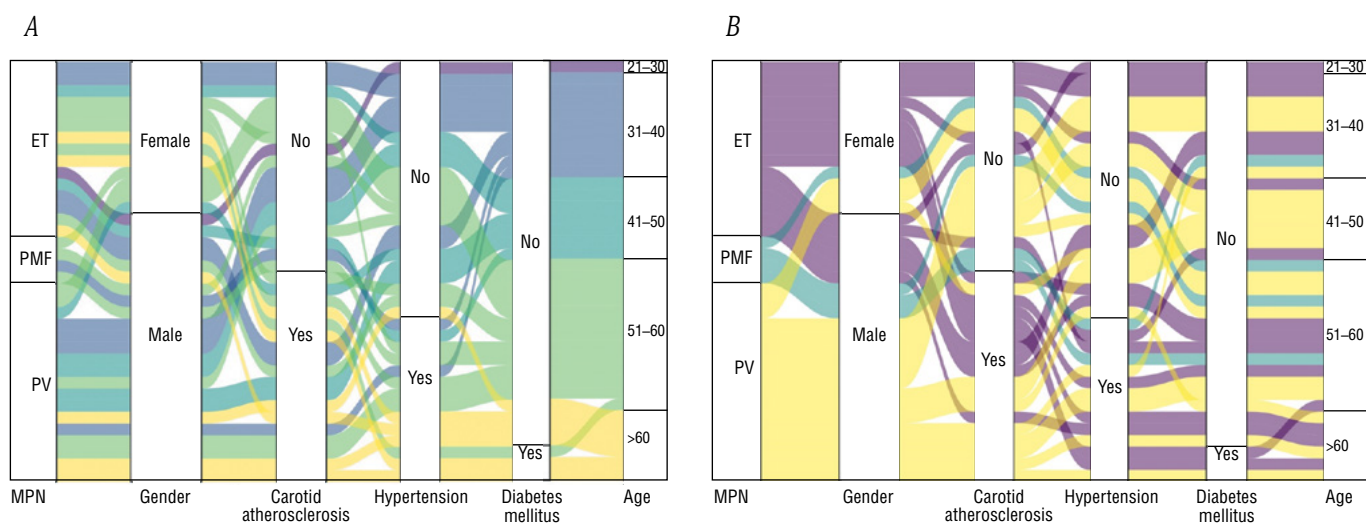 A
ET
PMF
PV
Female
Male
No
Yes
No
Yes
No
Yes
21–30
31–40
41–50
51–60
>60
MPN
Gender
Carotid
atherosclerosis
Hypertension
Diabetes
mellitus
Age
B
ET
PMF
PV
Female
Male
No
Yes
No
Yes
No
Yes
21–30
31–40
41–50
51–60
>60
MPN
Gender
Carotid
atherosclerosis
Hypertension
Diabetes
mellitus
Age